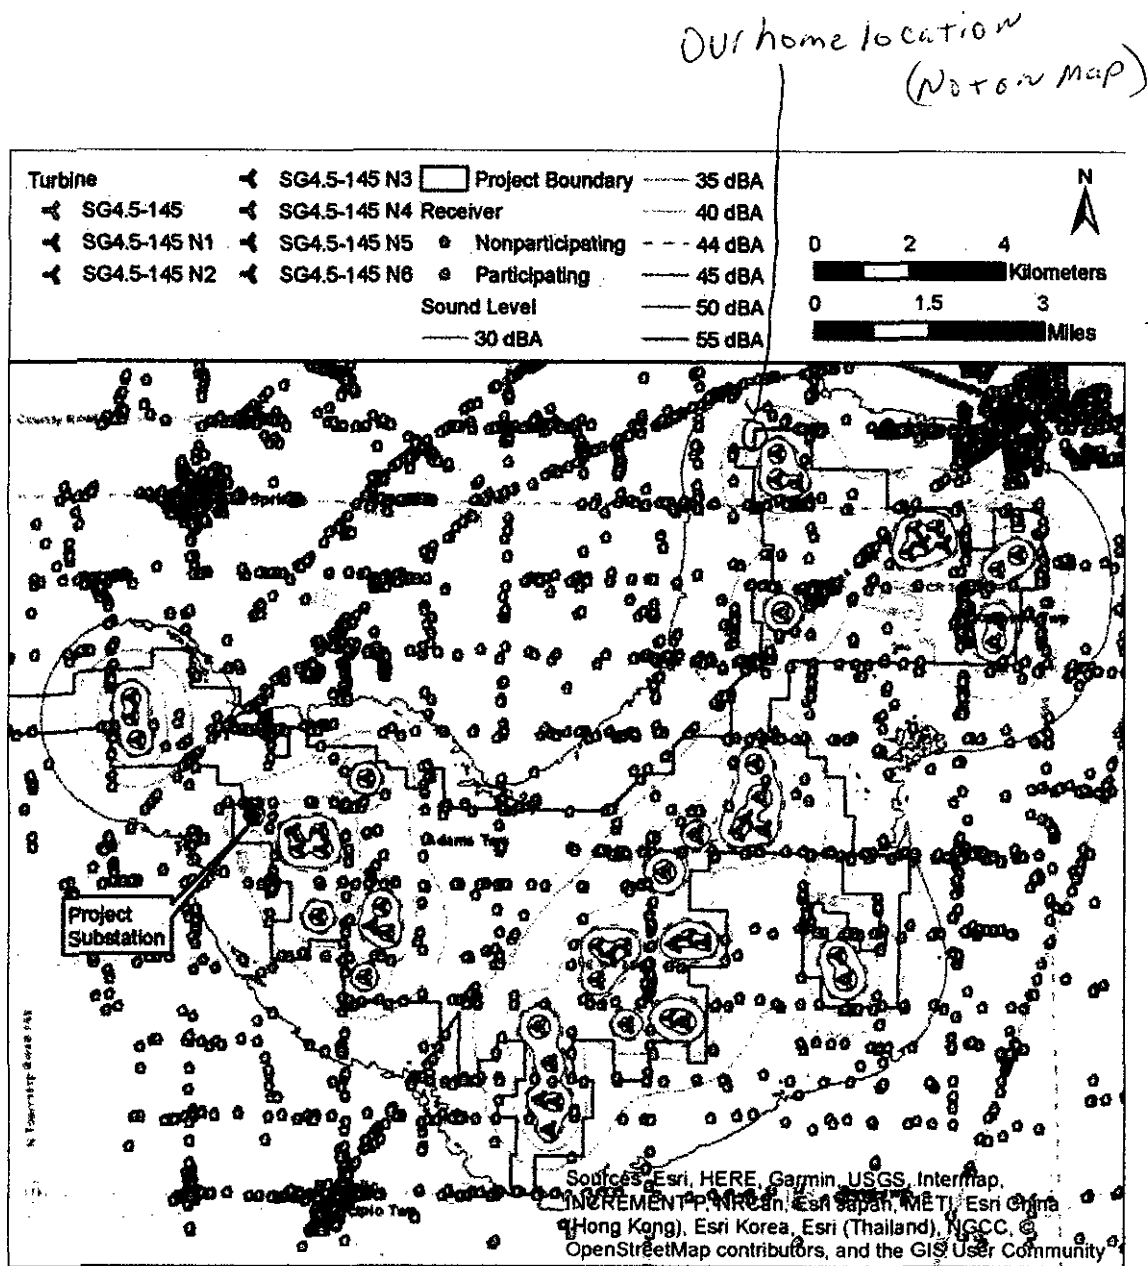 Our home location
(Not on Map)
Turbine
SG4.5-145
SG4.5-145 N1
SG4.5-145 N2
SG4.5-145 N3
SG4.5-145 N4
SG4.5-145 N5
SG4.5-145 N6
Project Boundary
Receiver
Nonparticipating
Participating
Sound Level
30 dBA
35 dBA
40 dBA
44 dBA
45 dBA
50 dBA
55 dBA
N
0 2 4
Kilometers
0 1.5 3
Miles
Adams Twp
Project
Substation
Sources: Esri, HERE, Garmin, USGS, Intermap,
INCREMENT P, NRCan, Esri Japan, METI, Esri China
(Hong Kong), Esri Korea, Esri (Thailand), NGCC, ©
OpenStreetMap contributors, and the GIS User Community